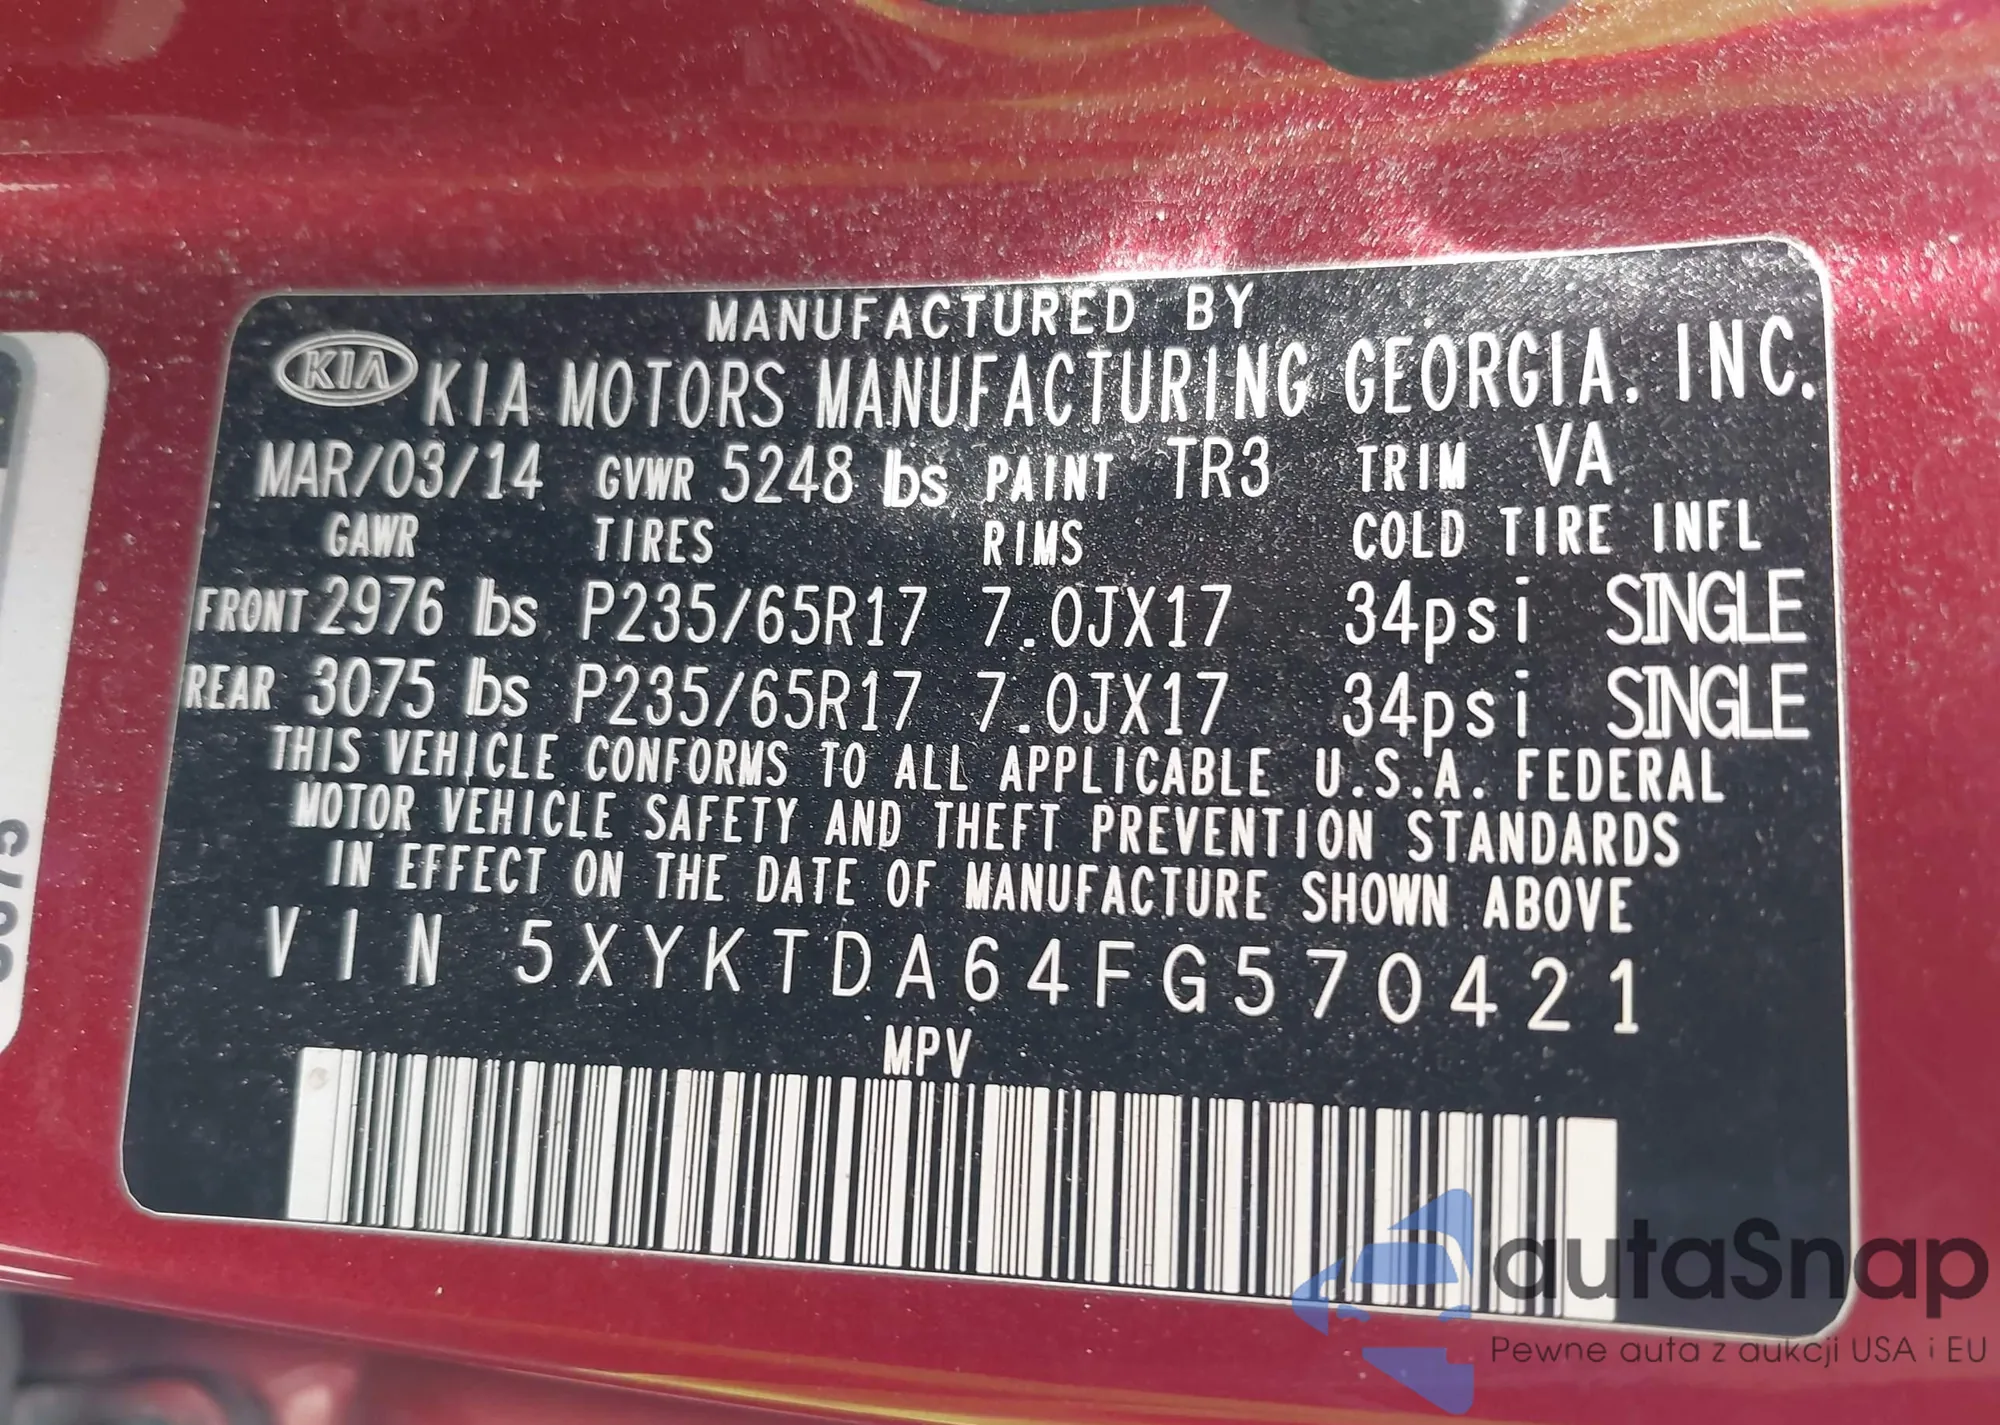 MANUFACTURED BY
KIA KIA MOTORS MANUFACTURING GEORGIA, INC.
MAR/03/14 GVWR 5248 lbs PAINT TR3 TRIM VA
GAWR TIRES RIMS COLD TIRE INFL
FRONT 2976 lbs P235/65R17 7.0JX17 34psi SINGLE
REAR 3075 lbs P235/65R17 7.0JX17 34psi SINGLE
THIS VEHICLE CONFORMS TO ALL APPLICABLE U.S.A. FEDERAL
MOTOR VEHICLE SAFETY AND THEFT PREVENTION STANDARDS
IN EFFECT ON THE DATE OF MANUFACTURE SHOWN ABOVE
VIN 5XYKTDA64FG570421
MPV
autaSnap
Pewne auta z aukcji USA i EU